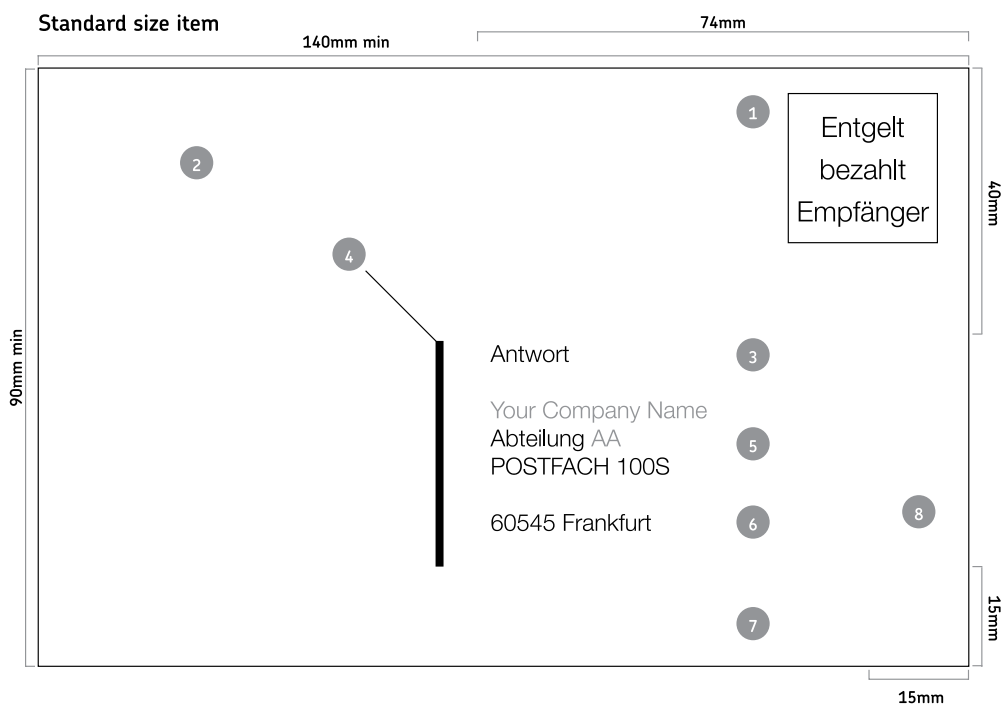 Standard size item
74mm
140mm min
1
Entgelt
bezahlt
Empfänger
2
40mm
4
90mm min
Antwort
3
Your Company Name
Abteilung AA
5
POSTFACH 100S
8
60545 Frankfurt
6
15mm
7
15mm